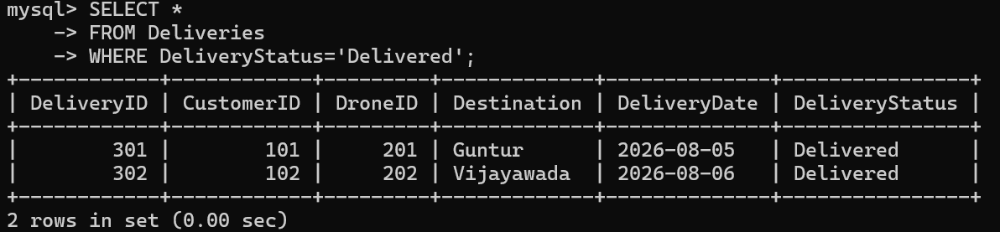 mysql> SELECT *
    -> FROM Deliveries
    -> WHERE DeliveryStatus='Delivered';
+------------+------------+---------+-------------+--------------+----------------+
| DeliveryID | CustomerID | DroneID | Destination | DeliveryDate | DeliveryStatus |
+------------+------------+---------+-------------+--------------+----------------+
|        301 |        101 |     201 | Guntur      | 2026-08-05   | Delivered      |
|        302 |        102 |     202 | Vijayawada  | 2026-08-06   | Delivered      |
+------------+------------+---------+-------------+--------------+----------------+
2 rows in set (0.00 sec)